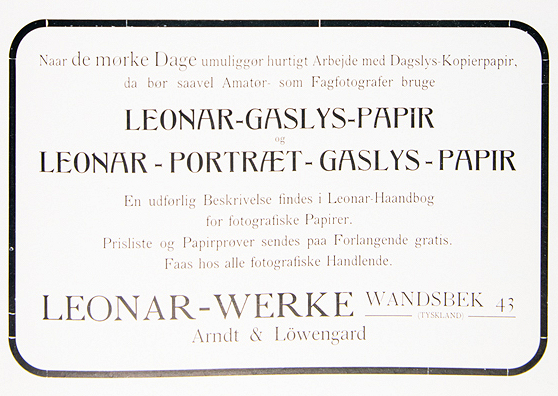 Naar de mørke Dage umuliggør hurtigt Arbejde med Dagslys-Kopierpapir,
da bør saavel Amatør- som Fagfotografer bruge
LEONAR-GASLYS-PAPIR
og
LEONAR-PORTRÆT-GASLYS-PAPIR
En udførlig Beskrivelse findes i Leonar-Haandbog
for fotografiske Papirer.
Prisliste og Papirprøver sendes paa Forlangende gratis.
Faas hos alle fotografiske Handlende.
LEONAR-WERKE WANDSBEK 43
(TYSKLAND)
Arndt & Löwengard